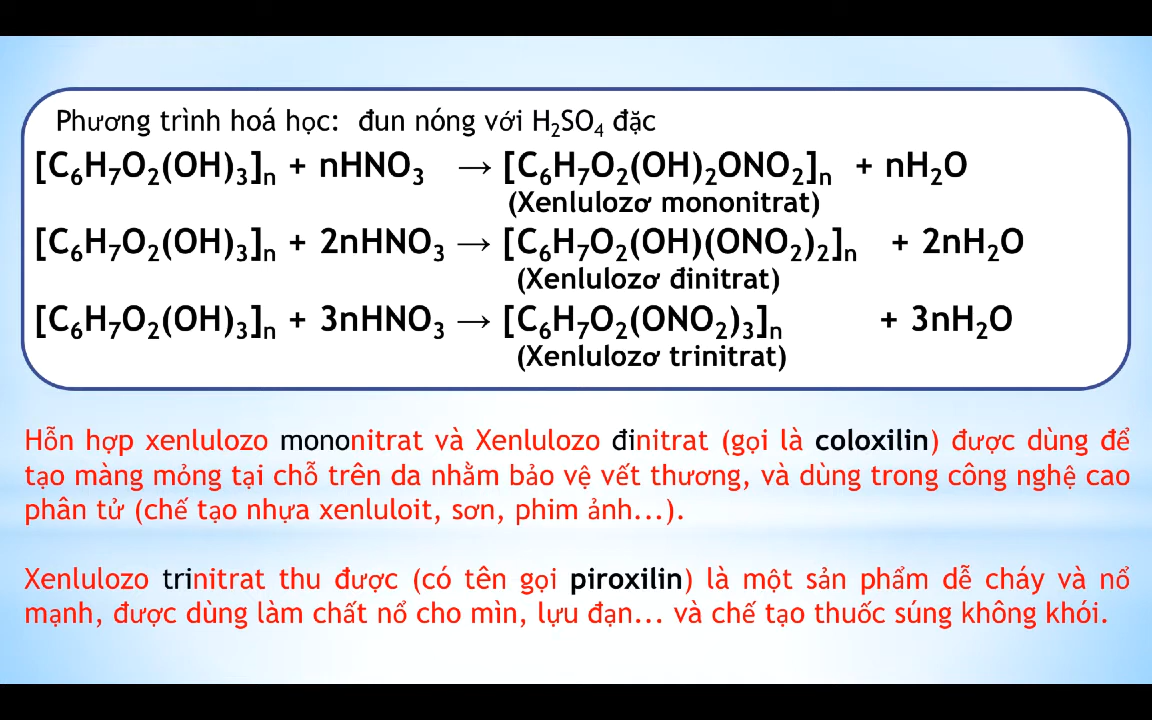 Phương trình hoá học: đun nóng với H₂SO₄ đặc
[C₆H₇O₂(OH)₃]ₙ + nHNO₃ → [C₆H₇O₂(OH)₂ONO₂]ₙ + nH₂O
(Xenlulozơ mononitrat)
[C₆H₇O₂(OH)₃]ₙ + 2nHNO₃ → [C₆H₇O₂(OH)(ONO₂)₂]ₙ + 2nH₂O
(Xenlulozơ đinitrat)
[C₆H₇O₂(OH)₃]ₙ + 3nHNO₃ → [C₆H₇O₂(ONO₂)₃]ₙ + 3nH₂O
(Xenlulozơ trinitrat)
Hỗn hợp xenlulozo mononitrat và Xenlulozo đinitrat (gọi là coloxilin) được dùng để
tạo màng mỏng tại chỗ trên da nhằm bảo vệ vết thương, và dùng trong công nghệ cao
phân tử (chế tạo nhựa xenluloit, sơn, phim ảnh...).
Xenlulozo trinitrat thu được (có tên gọi piroxilin) là một sản phẩm dễ cháy và nổ
mạnh, được dùng làm chất nổ cho mìn, lựu đạn... và chế tạo thuốc súng không khói.